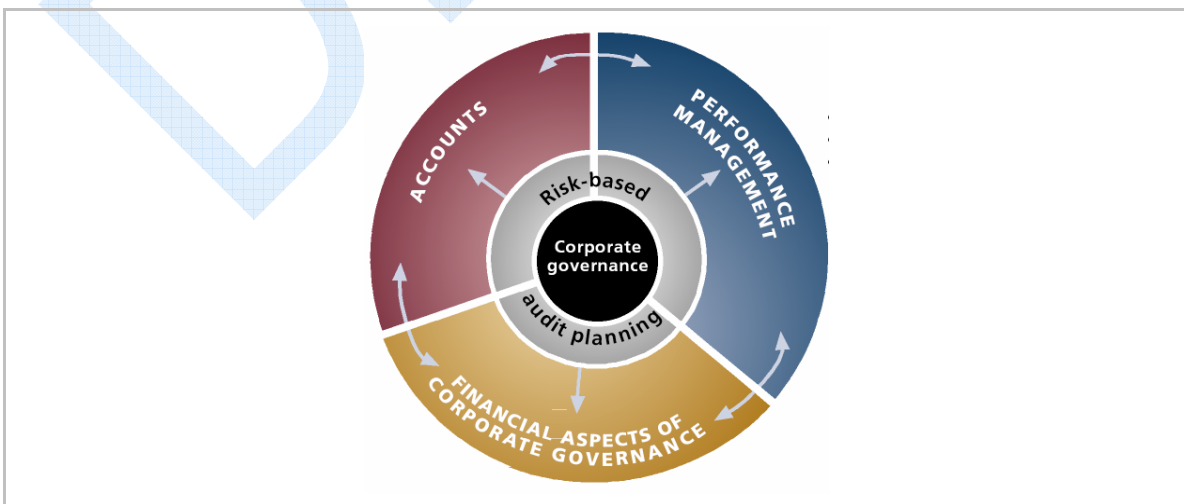 ACCOUNTS
PERFORMANCE
MANAGEMENT
Risk-based
Corporate
governance
audit planning
FINANCIAL ASPECTS OF
CORPORATE GOVERNANCE